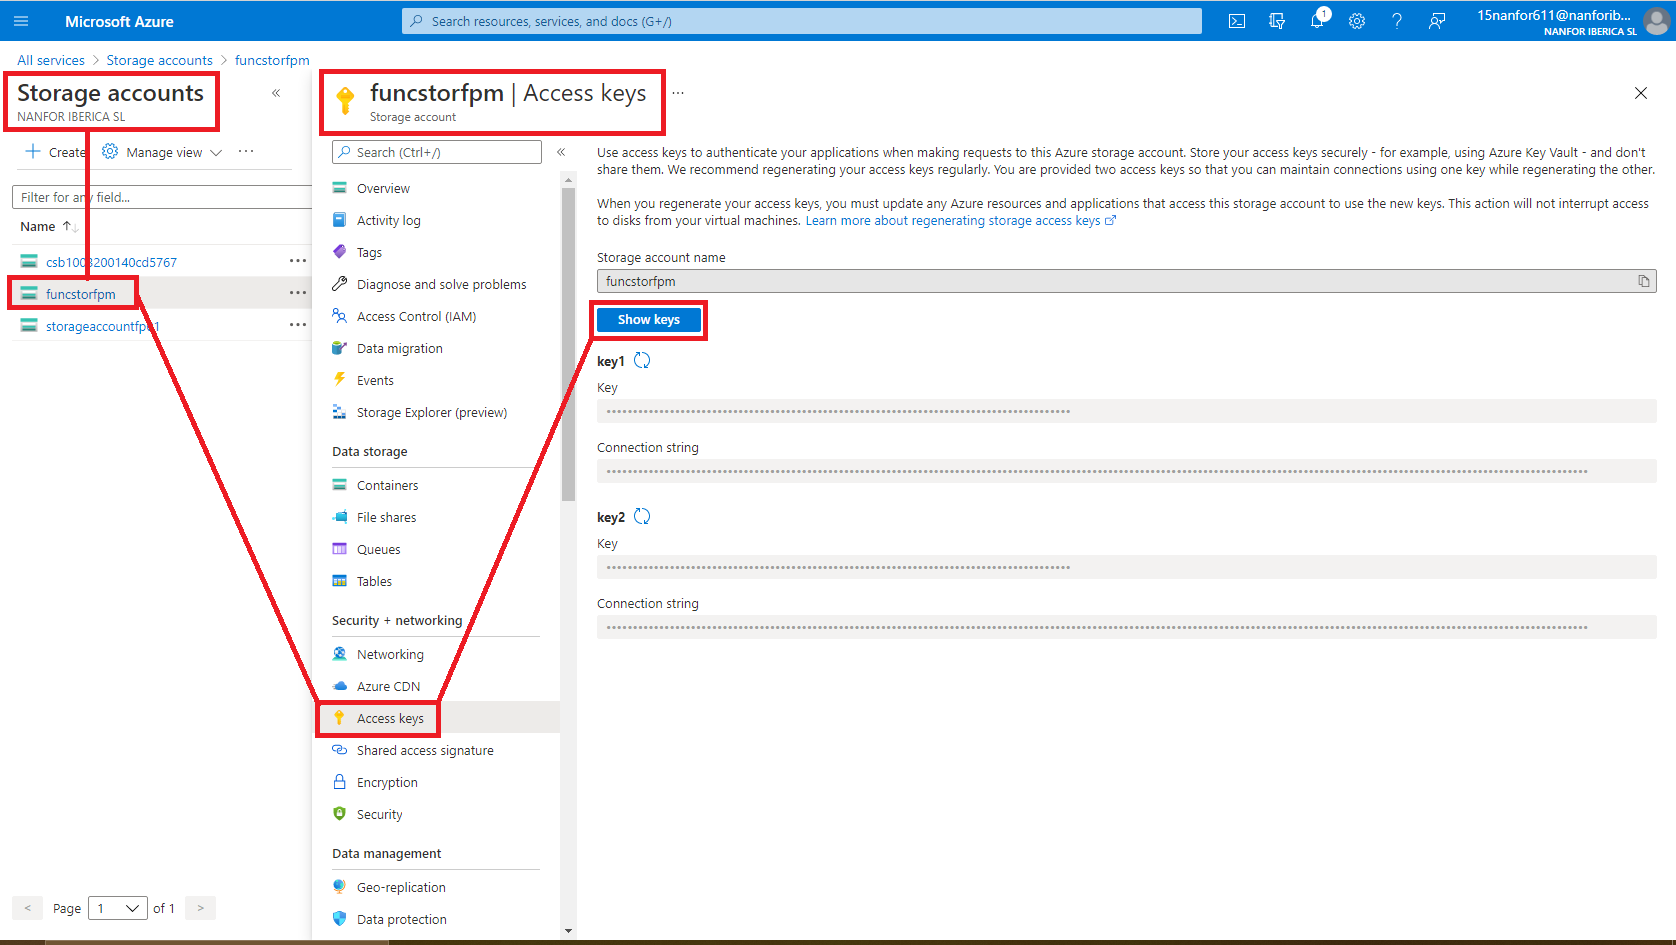 Microsoft Azure
Search resources, services, and docs (G+/)
1
15nanfor611@nanforib...
NANFOR IBERICA SL
All services > Storage accounts > funcstorfpm
Storage accounts
NANFOR IBERICA SL
«
+ Create
Manage view
...
Filter for any field...
Name ↑↓
csb1003200140cd5767
...
funcstorfpm
...
...
Page 1 of 1
< >
funcstorfpm | Access keys
...
Storage account
Search (Ctrl+/)
«
Overview
Activity log
Tags
Diagnose and solve problems
Access Control (IAM)
Data migration
Events
Storage Explorer (preview)
Data storage
Containers
File shares
Queues
Tables
Security + networking
Networking
Azure CDN
Access keys
Shared access signature
Encryption
Security
Data management
Geo-replication
Data protection
Use access keys to authenticate your applications when making requests to this Azure storage account. Store your access keys securely - for example, using Azure Key Vault - and don't
share them. We recommend regenerating your access keys regularly. You are provided two access keys so that you can maintain connections using one key while regenerating the other.
When you regenerate your access keys, you must update any Azure resources and applications that access this storage account to use the new keys. This action will not interrupt access
to disks from your virtual machines. Learn more about regenerating storage access keys
Storage account name
funcstorfpm
Show keys
key1
Key
Connection string
key2
Key
Connection string